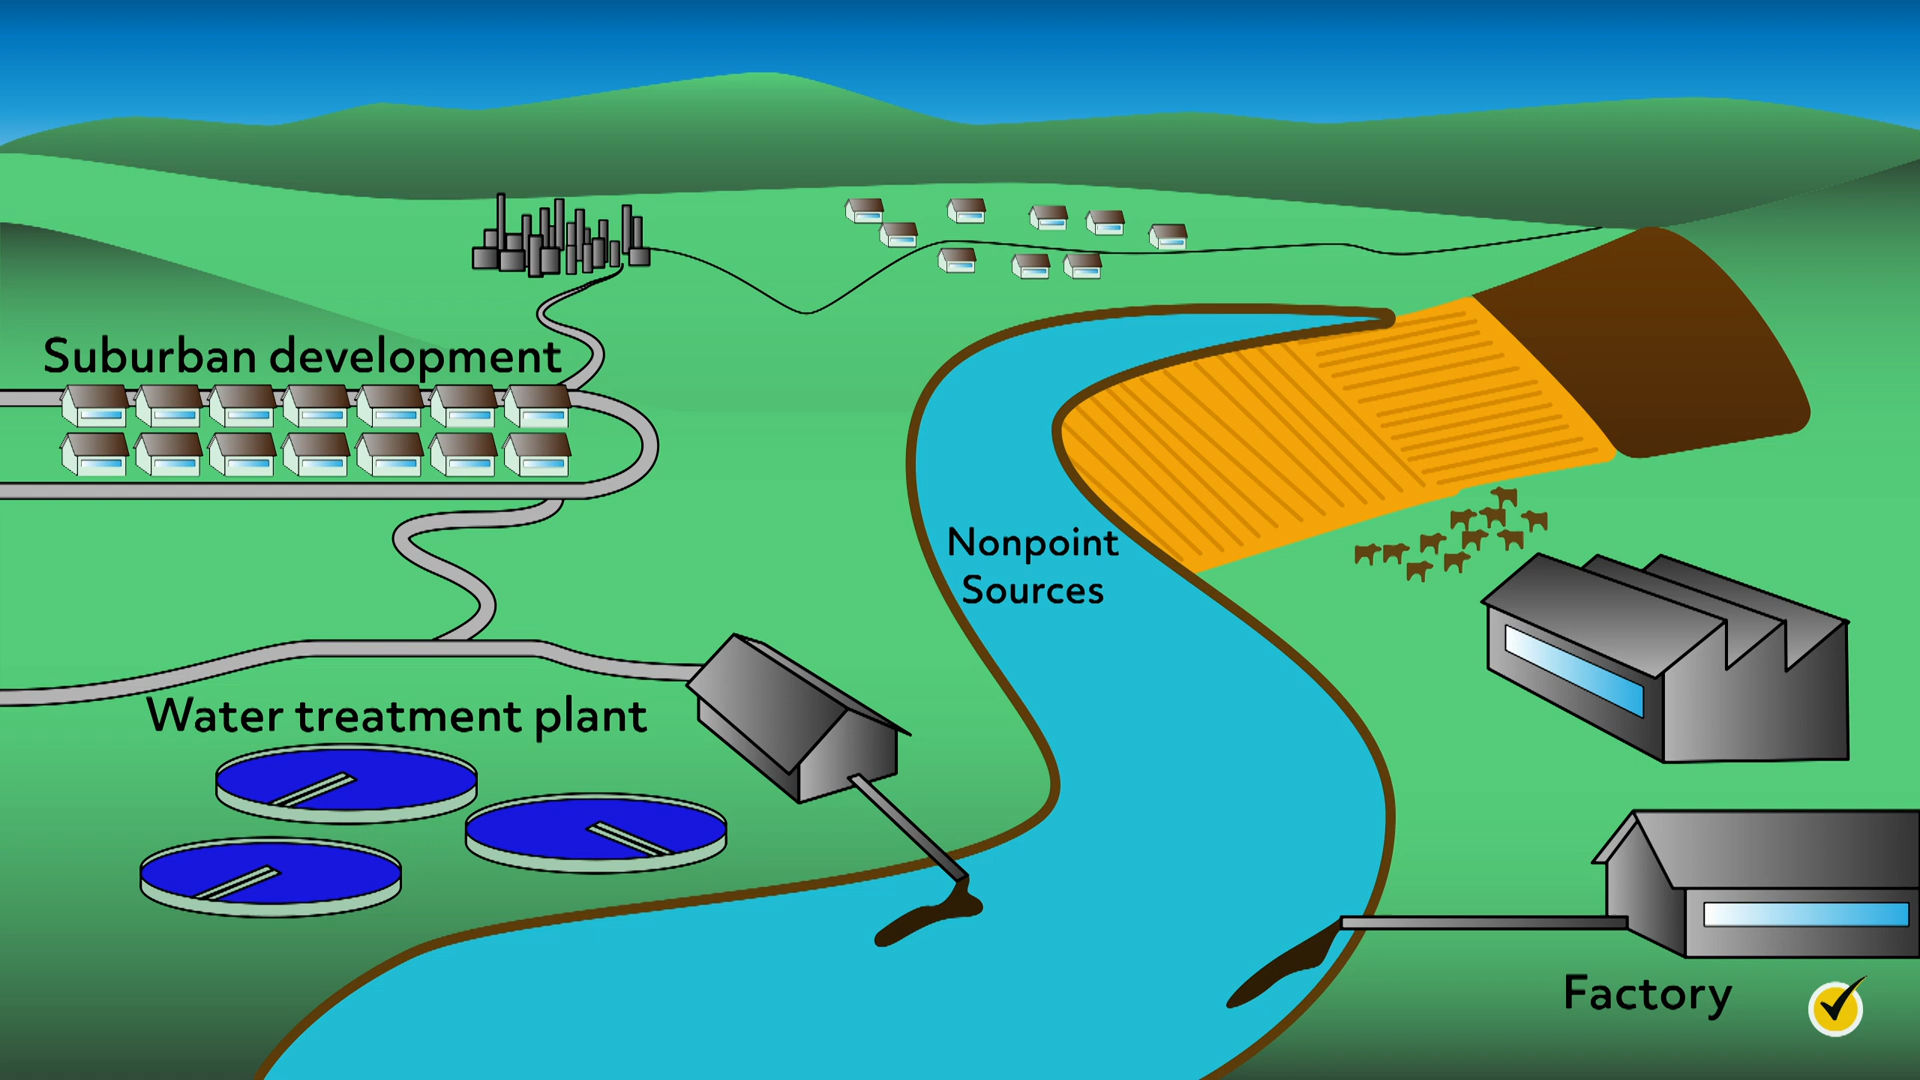 Suburban development
Nonpoint
Sources
Water treatment plant
Factory